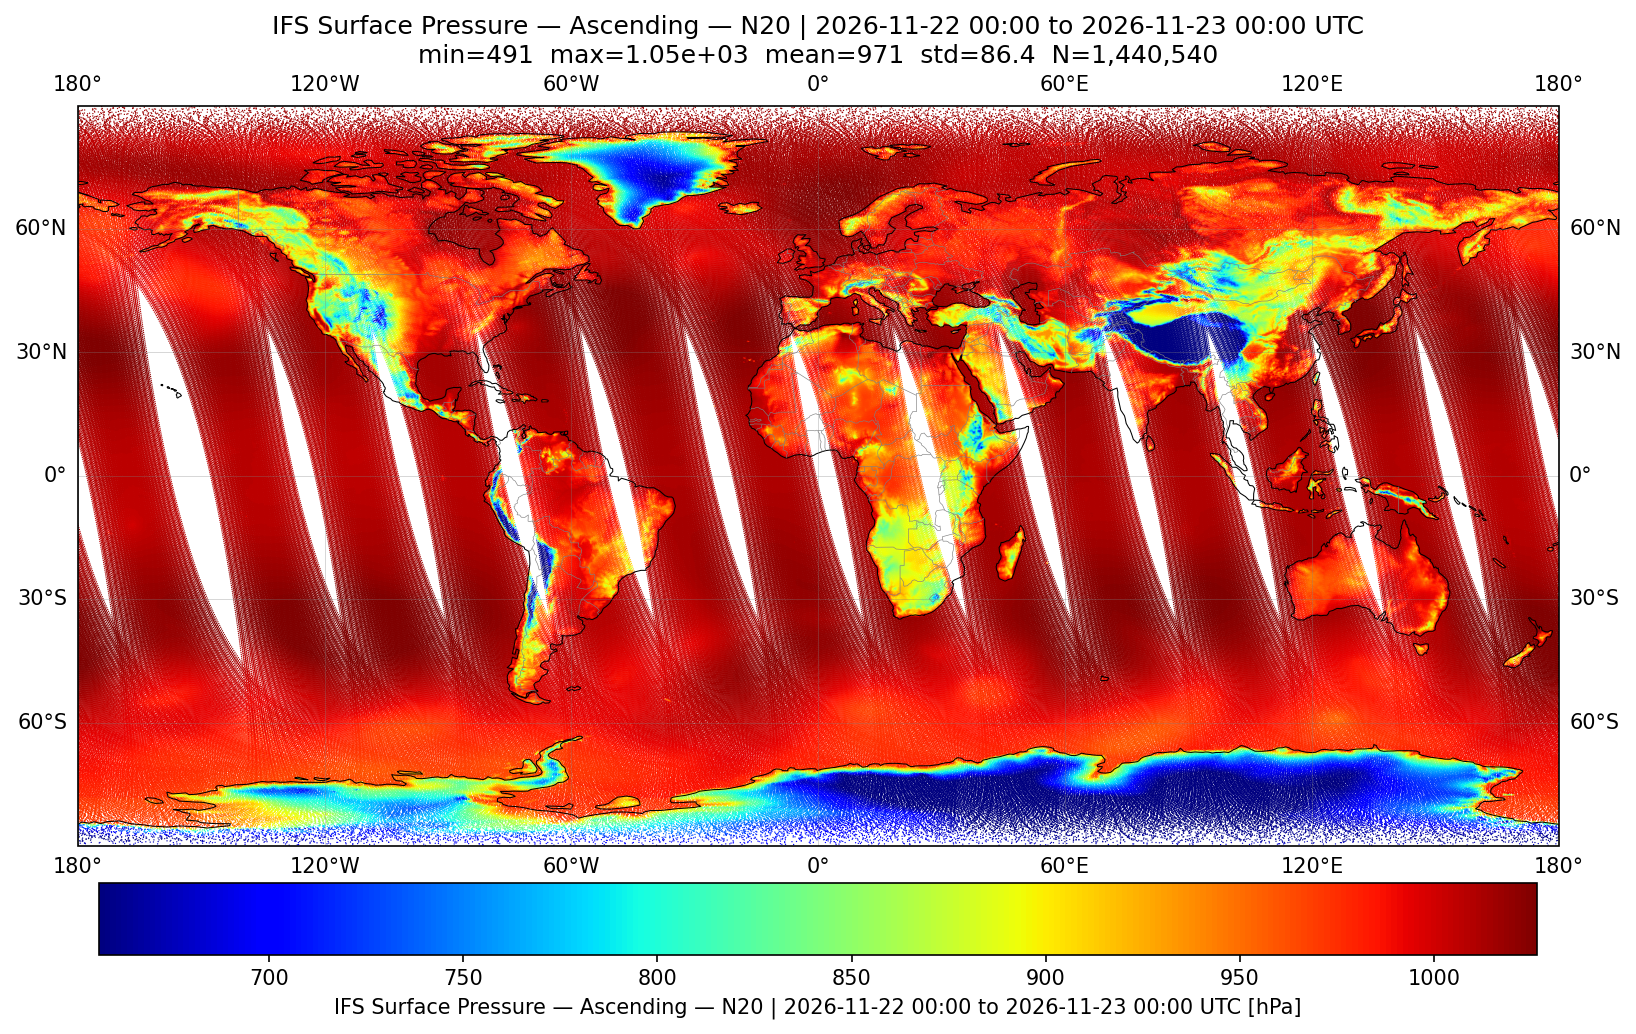 IFS Surface Pressure — Ascending — N20 | 2026-11-22 00:00 to 2026-11-23 00:00 UTC
min=491 max=1.05e+03 mean=971 std=86.4 N=1,440,540
180° 120°W 60°W 0° 60°E 120°E 180°
60°N 60°N
30°N 30°N
0° 0°
30°S 30°S
60°S 60°S
180° 120°W 60°W 0° 60°E 120°E 180°
700 750 800 850 900 950 1000
IFS Surface Pressure — Ascending — N20 | 2026-11-22 00:00 to 2026-11-23 00:00 UTC [hPa]